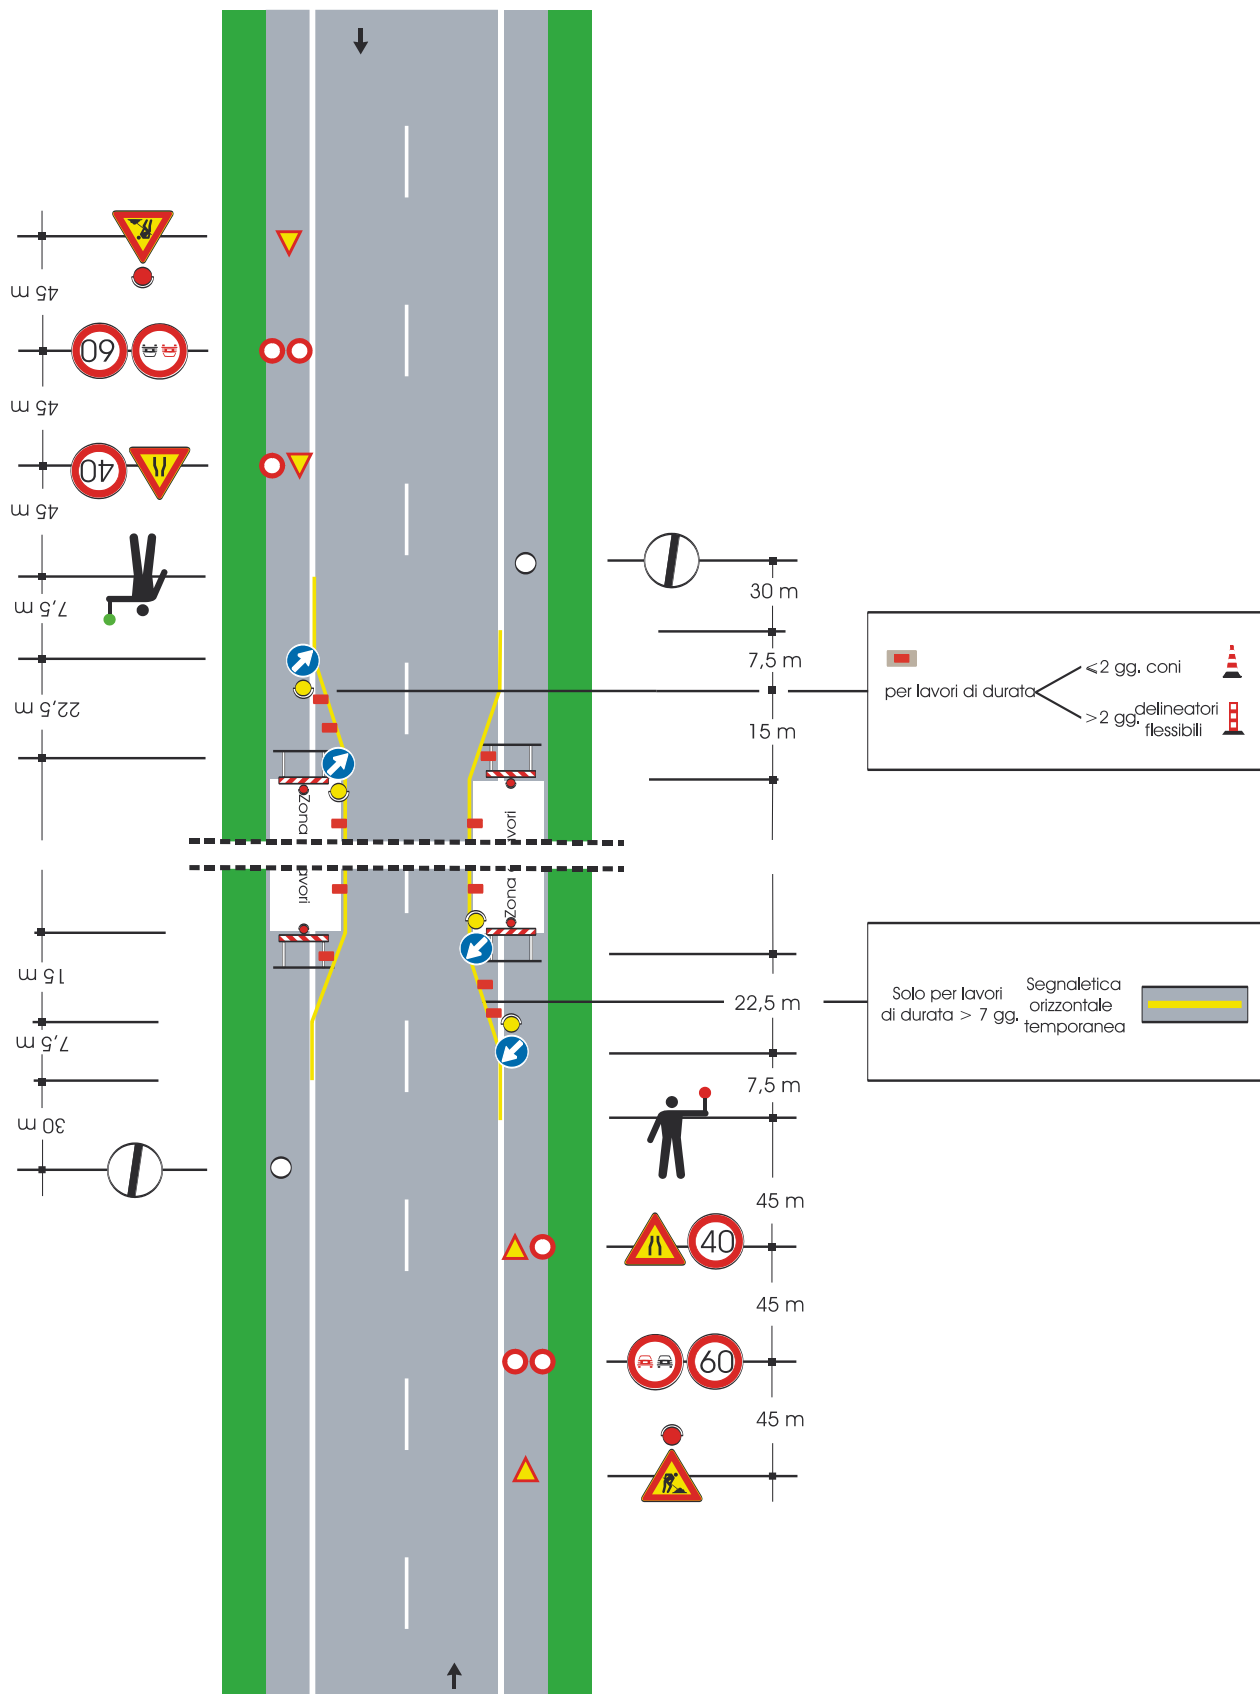 45 m
60
45 m
40
45 m
7,5 m
22,5 m
15 m
7,5 m
30 m
Zona
lavori
lavori
Zona
30 m
7,5 m
15 m
per lavori di durata
⩽2 gg. coni
>2 gg. delineatori
flessibili
22,5 m
Solo per lavori
di durata > 7 gg.
Segnaletica
orizzontale
temporanea
7,5 m
45 m
40
45 m
60
45 m